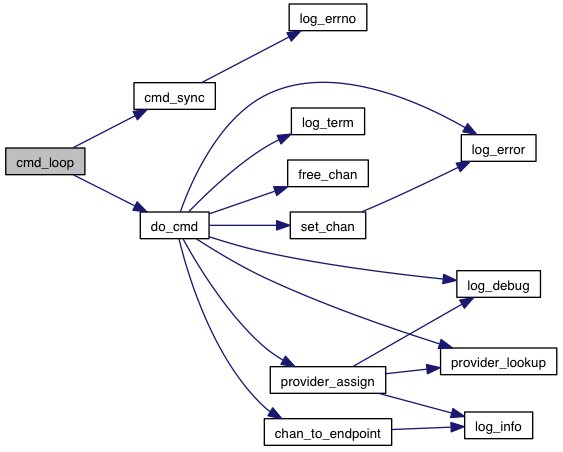 log_errno
cmd_sync
log_term
log_error
cmd_loop
free_chan
do_cmd
set_chan
log_debug
provider_lookup
provider_assign
log_info
chan_to_endpoint